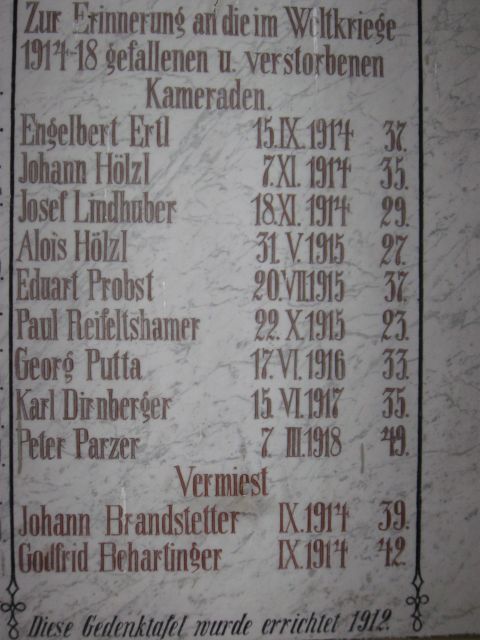 Zur Erinnerung an die im Weltkriege
1914-18 gefallenen u. verstorbenen
Kameraden.
Engelbert Ertl 15.IX.1914 37.
Johann Hölzl 7.XI. 1914 35.
Josef Lindhuber 18.XI. 1914 29.
Alois Hölzl 31.V.1915 27.
Eduart Probst 20.VII.1915 37.
Paul Reifeltshamer 22.X.1915 23.
Georg Putta 17.VI.1916 33.
Karl Dirnberger 15.VI.1917 35.
Peter Parzer 7.III.1918 49.
Vermiest
Johann Brandstetter IX.1914 39.
Godfrid Behartinger IX.1914 42.
Diese Gedenktafel wurde errichtet 1912.